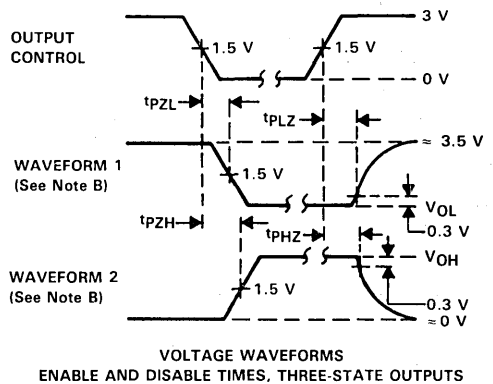 3 V
OUTPUT
CONTROL
1.5 V
1.5 V
0 V
tPZL
tPLZ
≈ 3.5 V
WAVEFORM 1
(See Note B)
1.5 V
VOL
0.3 V
tPZH
tPHZ
VOH
WAVEFORM 2
(See Note B)
1.5 V
0.3 V
≈ 0 V
VOLTAGE WAVEFORMS
ENABLE AND DISABLE TIMES, THREE-STATE OUTPUTS